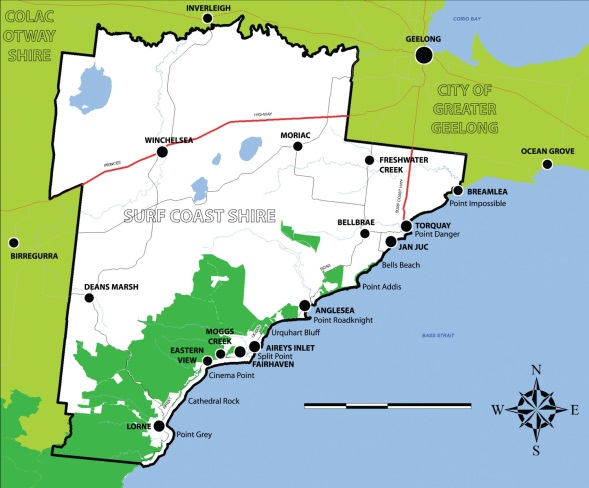 INVERLEIGH
COLAC
OTWAY
SHIRE
CORIO BAY
GEELONG
CITY OF
GREATER
GEELONG
HIGHWAY
PRINCES
WINCHELSEA
MORIAC
FRESHWATER
CREEK
OCEAN GROVE
BREAMLEA
Point Impossible
SURF COAST HWY
SURF COAST SHIRE
BELLBRAE
TORQUAY
Point Danger
JAN JUC
BIRREGURRA
Bells Beach
DEANS MARSH
Point Addis
ANGLESEA
Point Roadknight
MOGGS
CREEK
Urquhart Bluff
EASTERN
VIEW
AIREYS INLET
Split Point
FAIRHAVEN
BASS STRAIT
Cinema Point
Cathedral Rock
LORNE
Point Grey
N
W
E
S